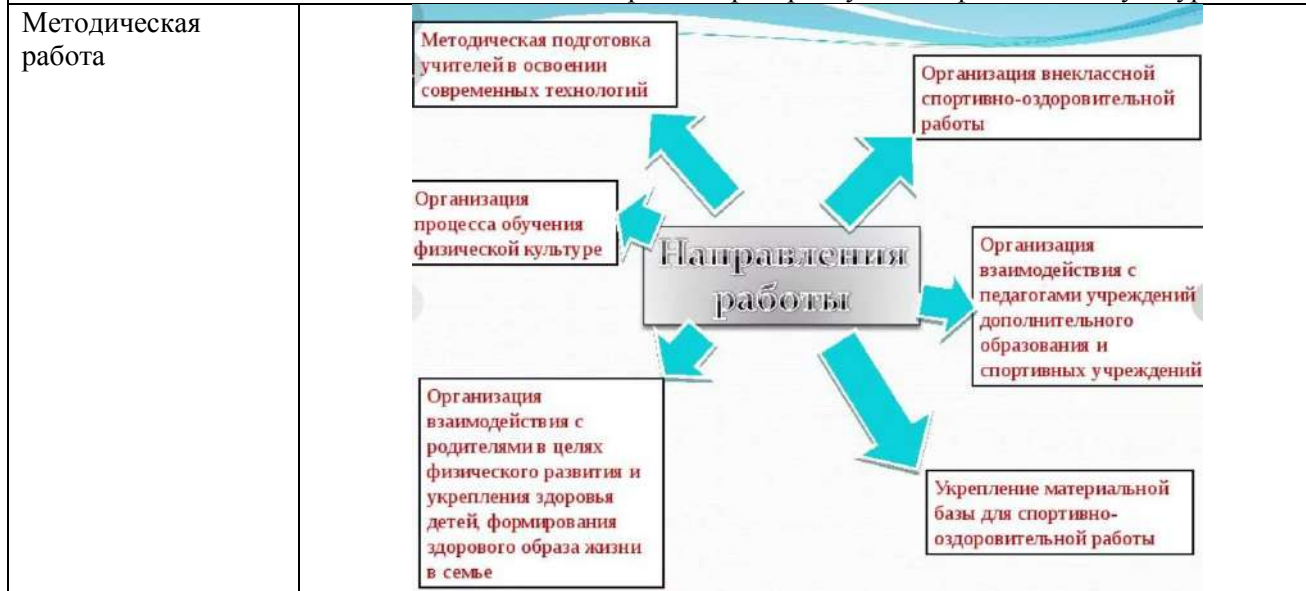 Методическая
работа
Методическая подготовка
учителей в освоении
современных технологий
Организация внеклассной
спортивно-оздоровительной
работы
Организация
процесса обучения
физической культуре
Направления
работы
Организация
взаимодействия с
педагогами учреждений
дополнительного
образования и
спортивных учреждений
Организация
взаимодействия с
родителями в целях
физического развития и
укрепления здоровья
детей, формирования
здорового образа жизни
в семье
Укрепление материальной
базы для спортивно-
оздоровительной работы